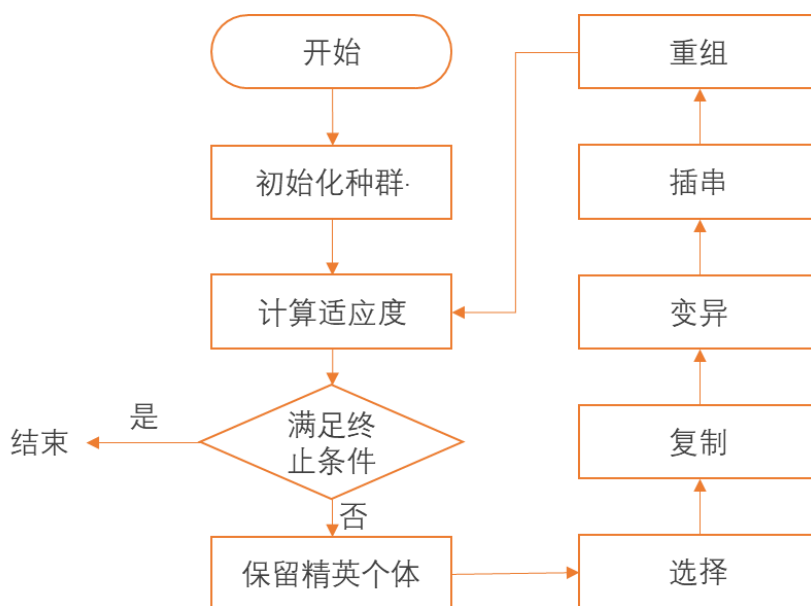 开始
初始化种群.
计算适应度
满足终
止条件
是
结束
否
保留精英个体
选择
复制
变异
插串
重组